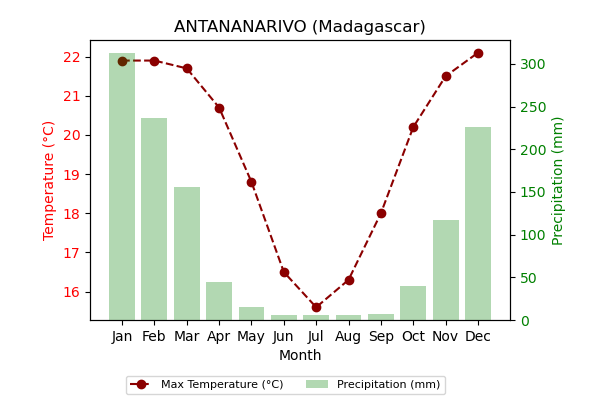 ANTANANARIVO (Madagascar)
22
21
20
19
18
17
16
Temperature (°C)
300
250
200
150
100
50
0
Precipitation (mm)
Jan Feb Mar Apr May Jun Jul Aug Sep Oct Nov Dec
Month
Max Temperature (°C) Precipitation (mm)